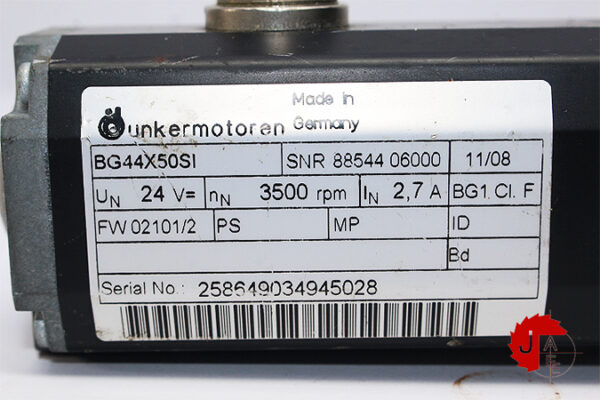 Dunkermotoren
Made in
Germany
BG44X50SI SNR 88544 06000 11/08
UN 24 V= nN 3500 rpm IN 2,7 A BG1 Cl. F
FW 02101/2 PS MP ID
Bd
Serial No.: 258649034945028
JAES